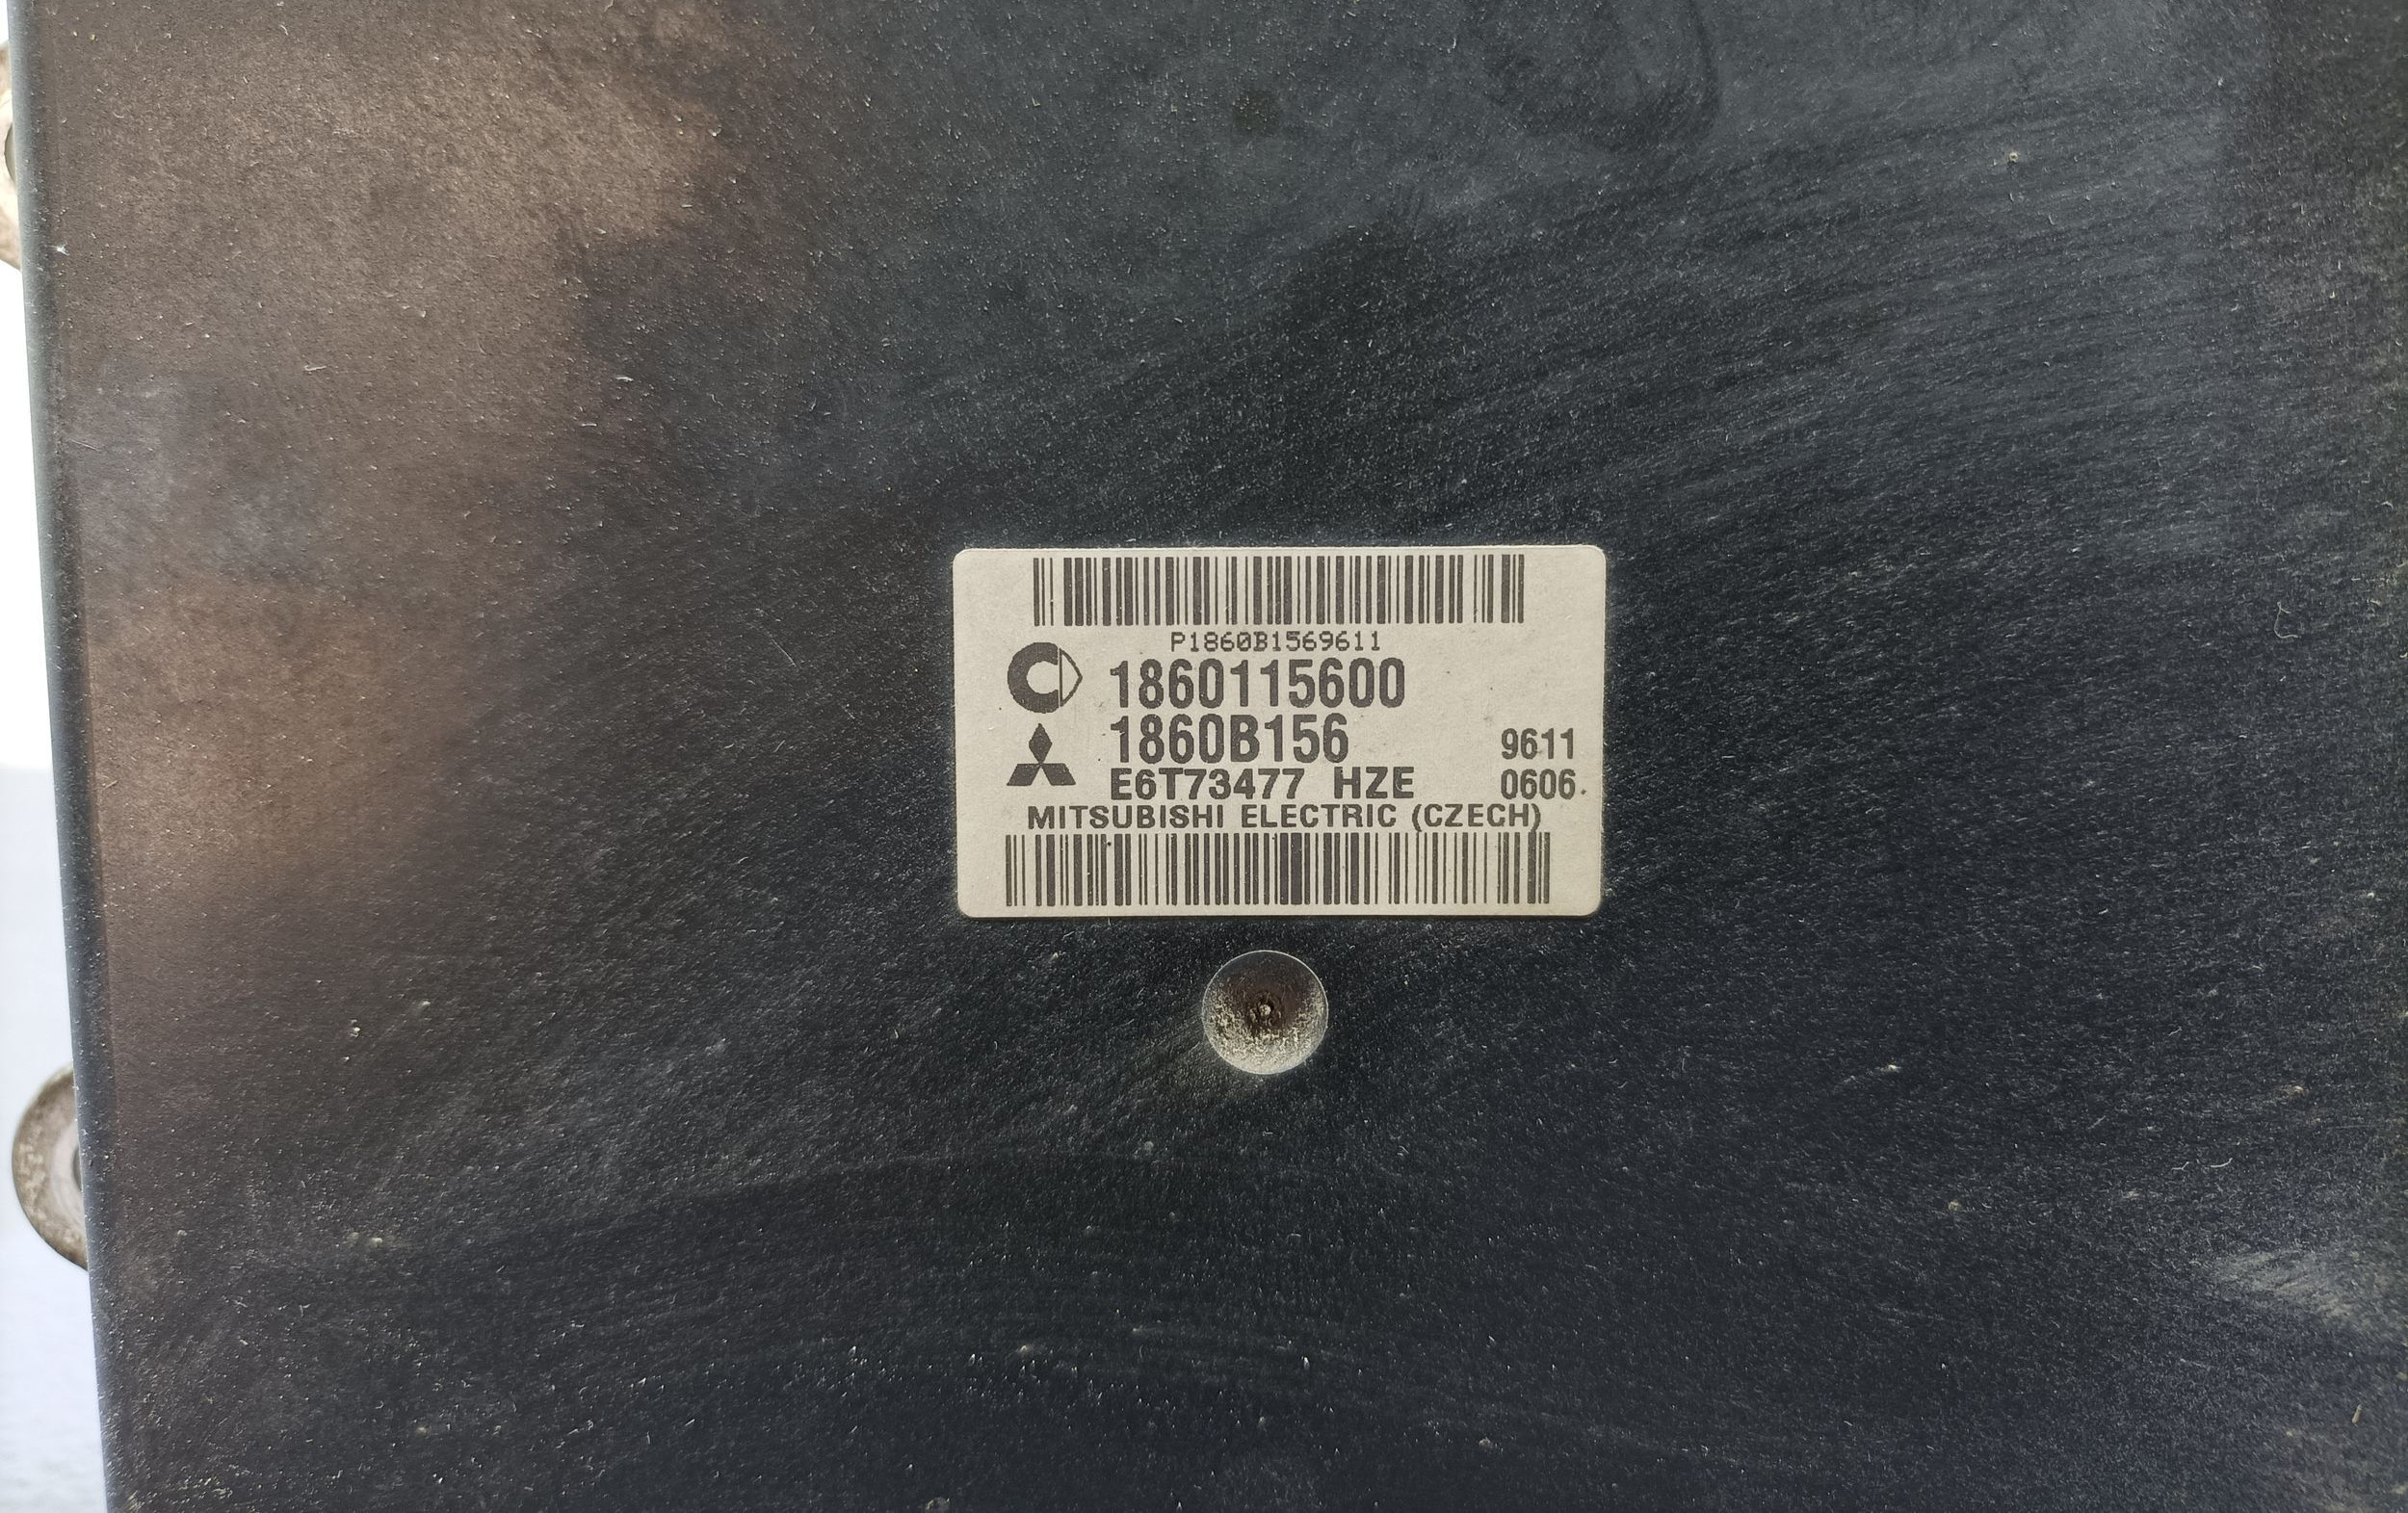 P1860B1569611
1860115600
1860B156 9611
E6T73477 HZE 0606
MITSUBISHI ELECTRIC (CZECH)